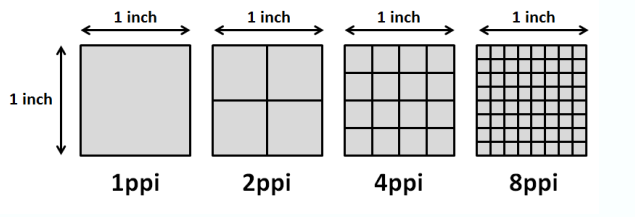 1 inch 1 inch 1 inch 1 inch
1 inch
1ppi 2ppi 4ppi 8ppi